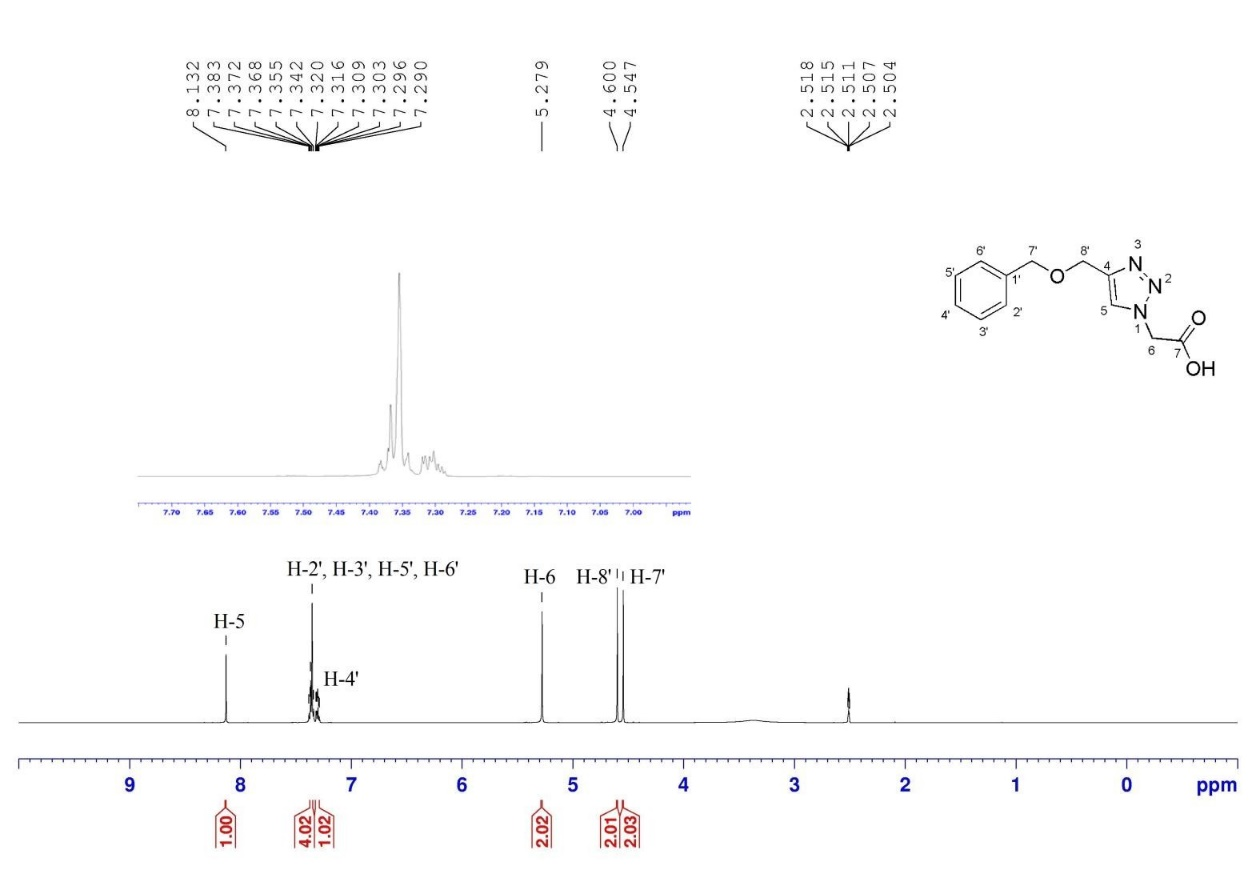 8.132
7.383
7.372
7.368
7.355
7.342
7.320
7.316
7.309
7.303
7.296
7.290
5.279
4.600
4.547
2.518
2.515
2.511
2.507
2.504
6' 7' 8' 3
5' 1' O 4 N
N 2
4' 2' 5 N
3' 1 O
6 7
OH
7.70 7.65 7.60 7.55 7.50 7.45 7.40 7.35 7.30 7.25 7.20 7.15 7.10 7.05 7.00 ppm
H-2', H-3', H-5', H-6'
H-6 H-8' H-7'
H-5
H-4'
9 8 7 6 5 4 3 2 1 0 ppm
1.00
4.02
1.02
2.02
2.01
2.03